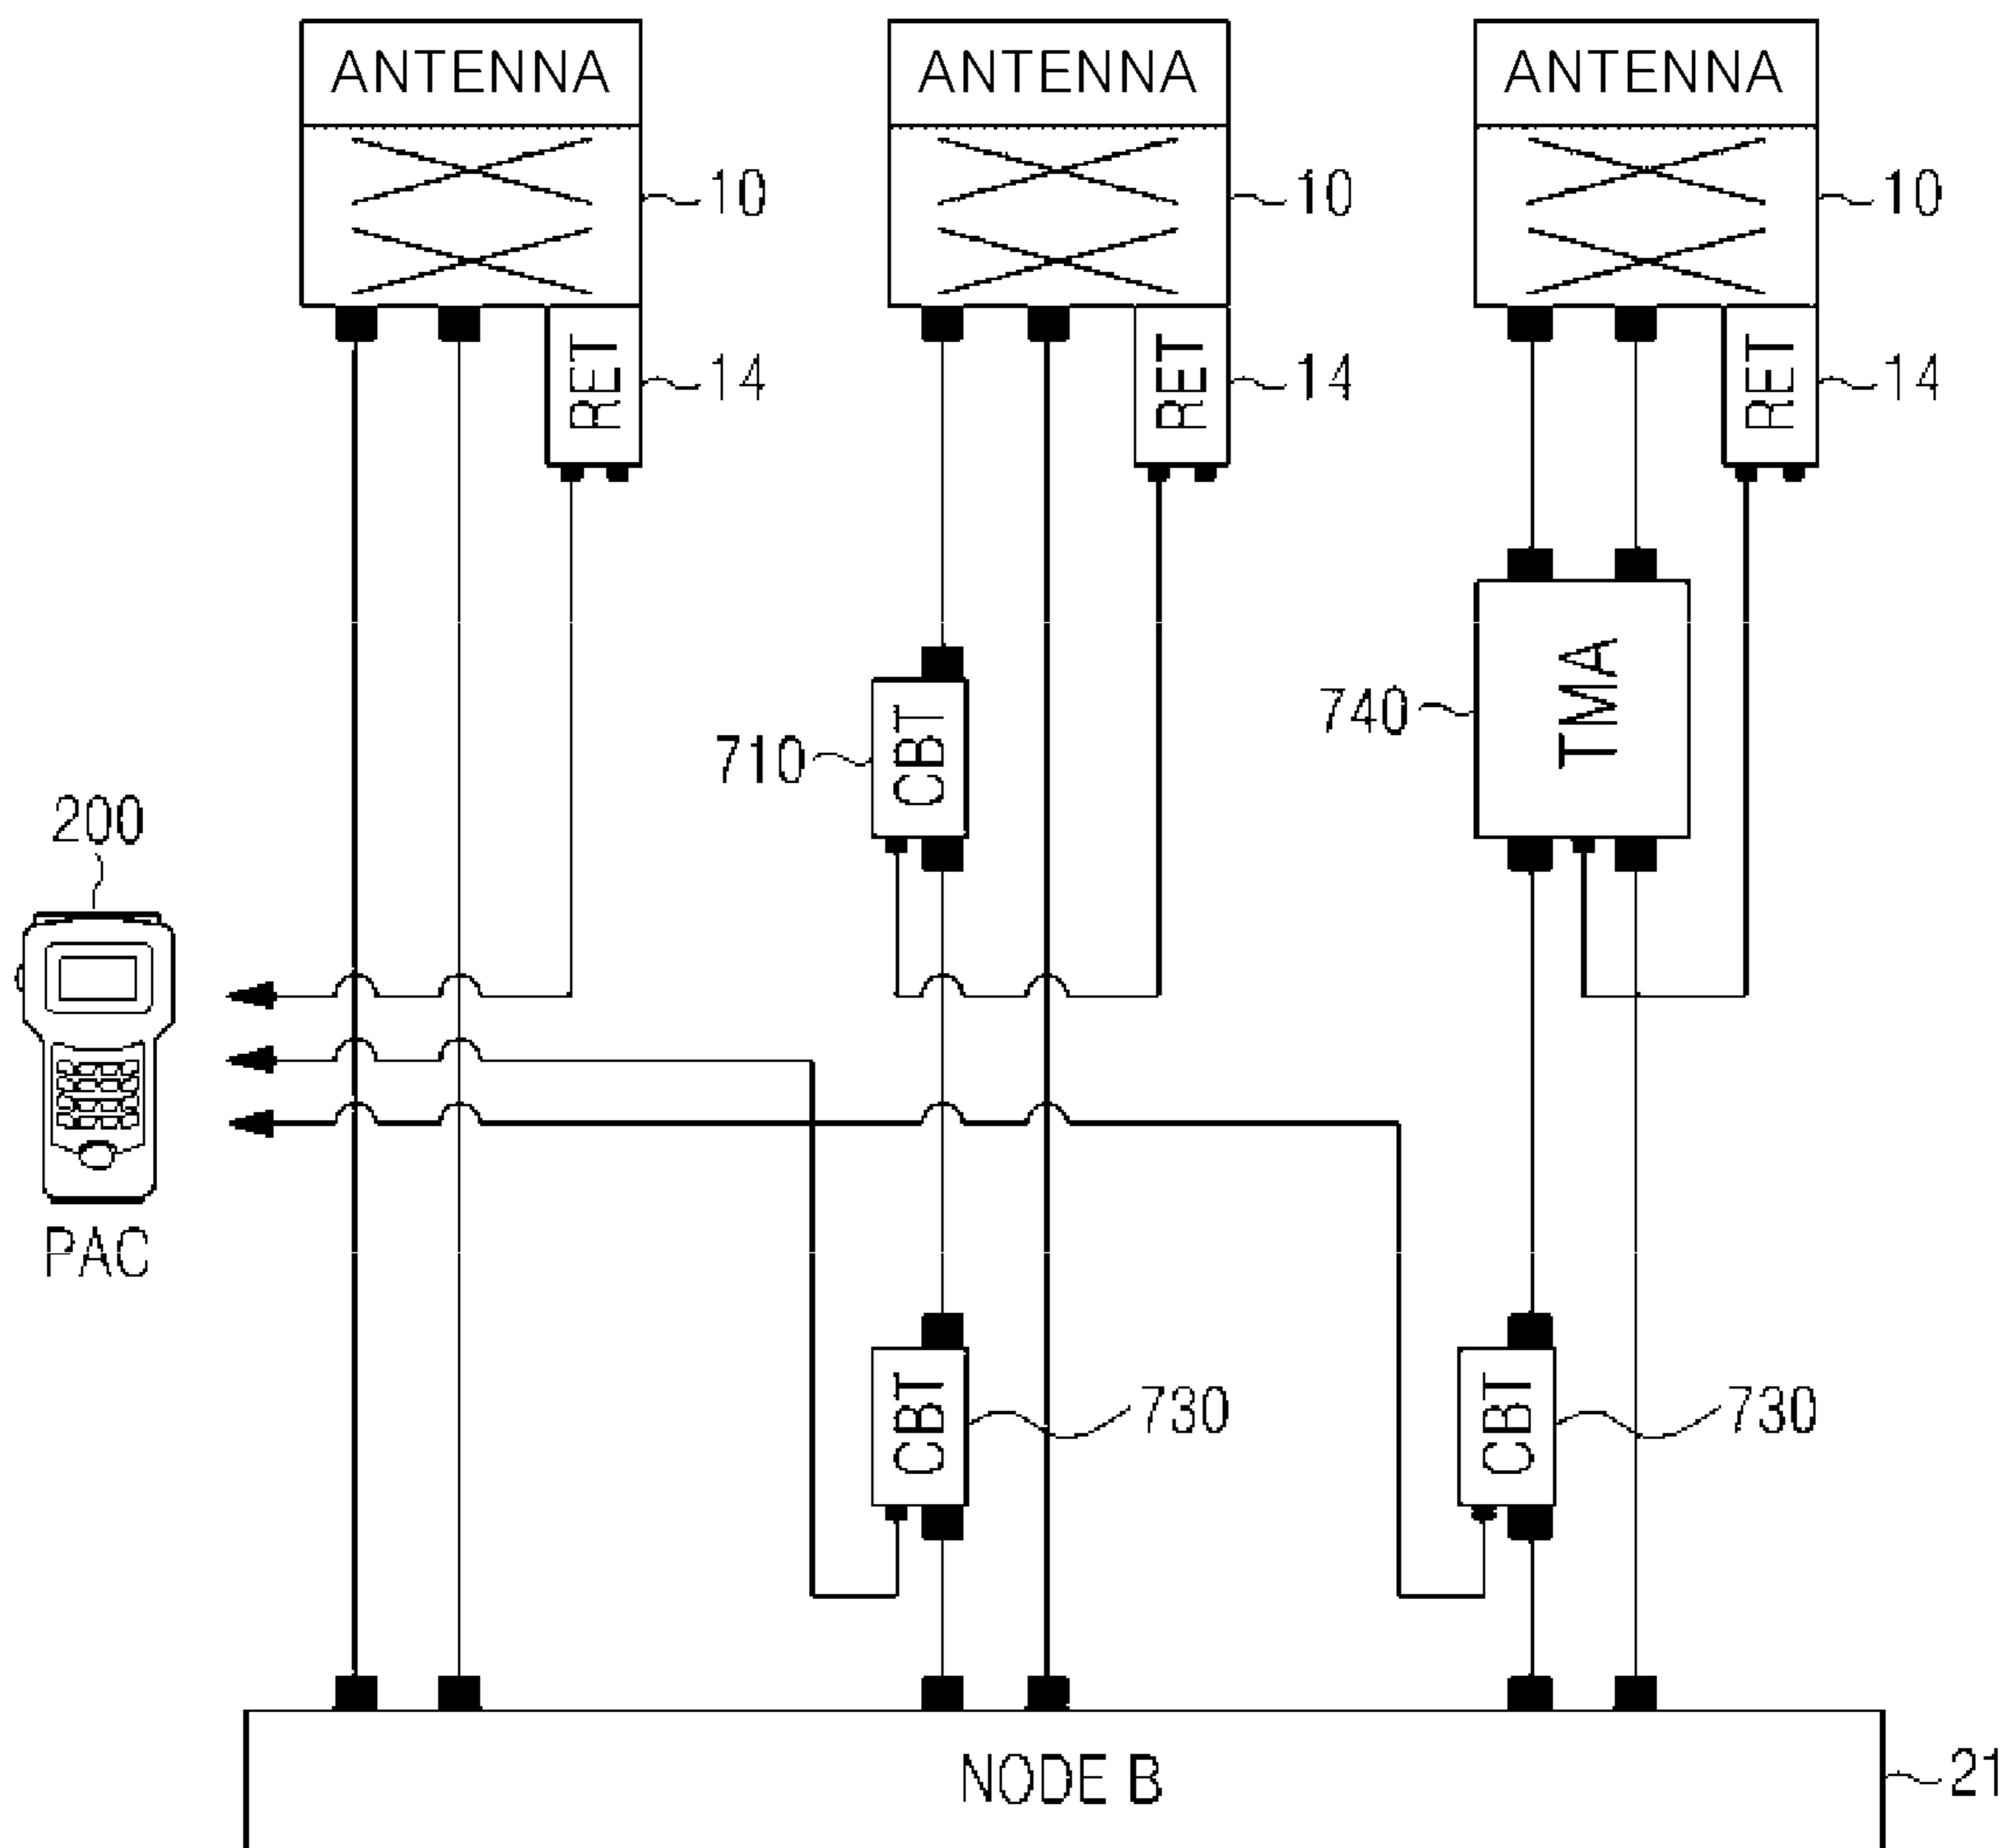 ANTENNA ANTENNA ANTENNA
10 10 10
RET 14 RET 14 RET 14
740 TMA
710 CBT
200
PAC
CBT 730 CBT 730
NODE B 21